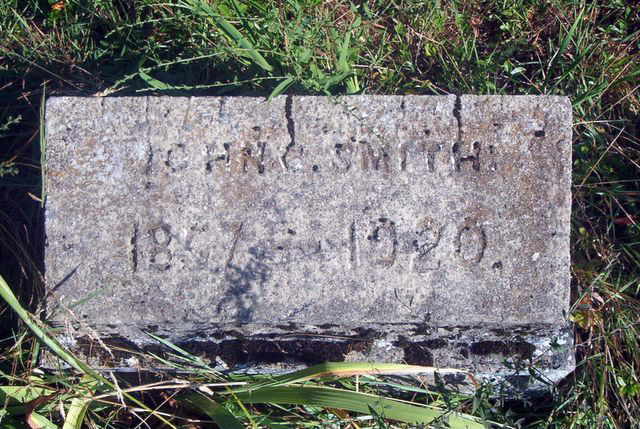 JOHN C. SMITH
1920.